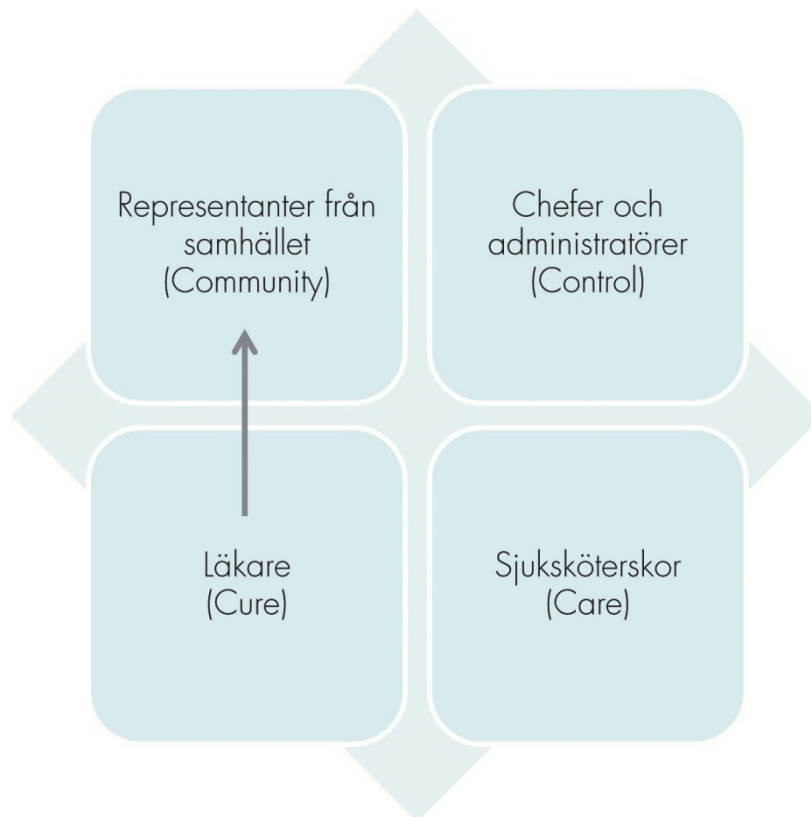 Representanter från
samhället
(Community)
Chefer och
administratörer
(Control)
Läkare
(Cure)
Sjuksköterskor
(Care)